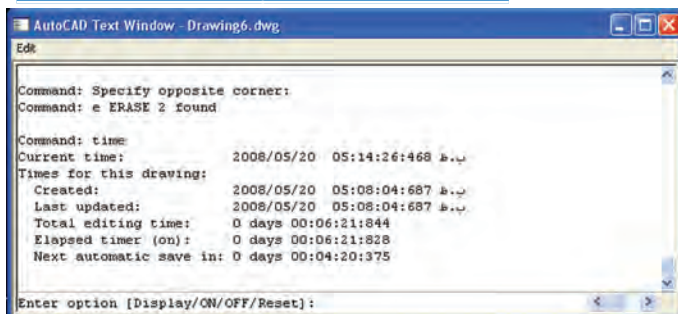 AutoCAD Text Window - Drawing6.dwg
Edit
Command: Specify opposite corner:
Command: e ERASE 2 found
Command: time
Current time: 2008/05/20 05:14:26:468 ب.ظ
Times for this drawing:
Created: 2008/05/20 05:08:04:687 ب.ظ
Last updated: 2008/05/20 05:08:04:687 ب.ظ
Total editing time: 0 days 00:06:21:844
Elapsed timer (on): 0 days 00:06:21:828
Next automatic save in: 0 days 00:04:20:375
Enter option [Display/ON/OFF/Reset]: